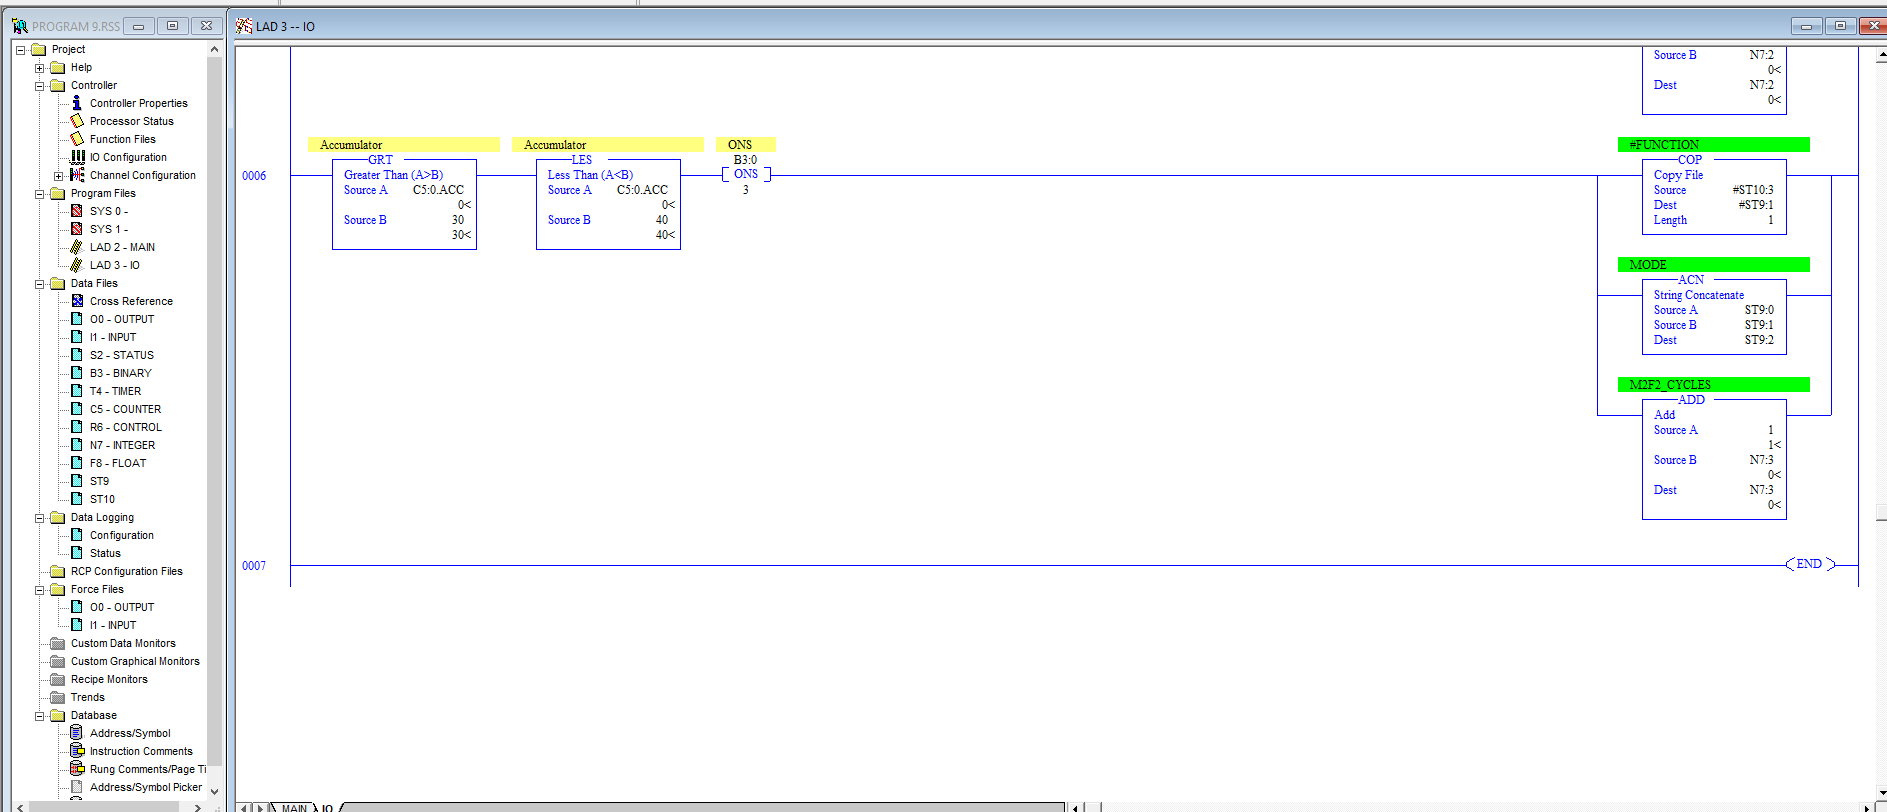 PROGRAM 9.RSS
Project
Help
Controller
Controller Properties
Processor Status
Function Files
IO Configuration
Channel Configuration
Program Files
SYS 0 -
SYS 1 -
LAD 2 - MAIN
LAD 3 - IO
Data Files
Cross Reference
O0 - OUTPUT
I1 - INPUT
S2 - STATUS
B3 - BINARY
T4 - TIMER
C5 - COUNTER
R6 - CONTROL
N7 - INTEGER
F8 - FLOAT
ST9
ST10
Data Logging
Configuration
Status
RCP Configuration Files
Force Files
O0 - OUTPUT
I1 - INPUT
Custom Data Monitors
Custom Graphical Monitors
Recipe Monitors
Trends
Database
Address/Symbol
Instruction Comments
Rung Comments/Page Ti
Address/Symbol Picker
LAD 3 -- IO
Source B N7:2
0<
Dest N7:2
0<
0006
Accumulator
GRT
Greater Than (A>B)
Source A C5:0.ACC
0<
Source B 30
30<
Accumulator
LES
Less Than (A<B)
Source A C5:0.ACC
0<
Source B 40
40<
ONS
B3:0
ONS
3
#FUNCTION
COP
Copy File
Source #ST10:3
Dest #ST9:1
Length 1
MODE
ACN
String Concatenate
Source A ST9:0
Source B ST9:1
Dest ST9:2
M2F2_CYCLES
ADD
Add
Source A 1
1<
Source B N7:3
0<
Dest N7:3
0<
0007
END
MAIN IO